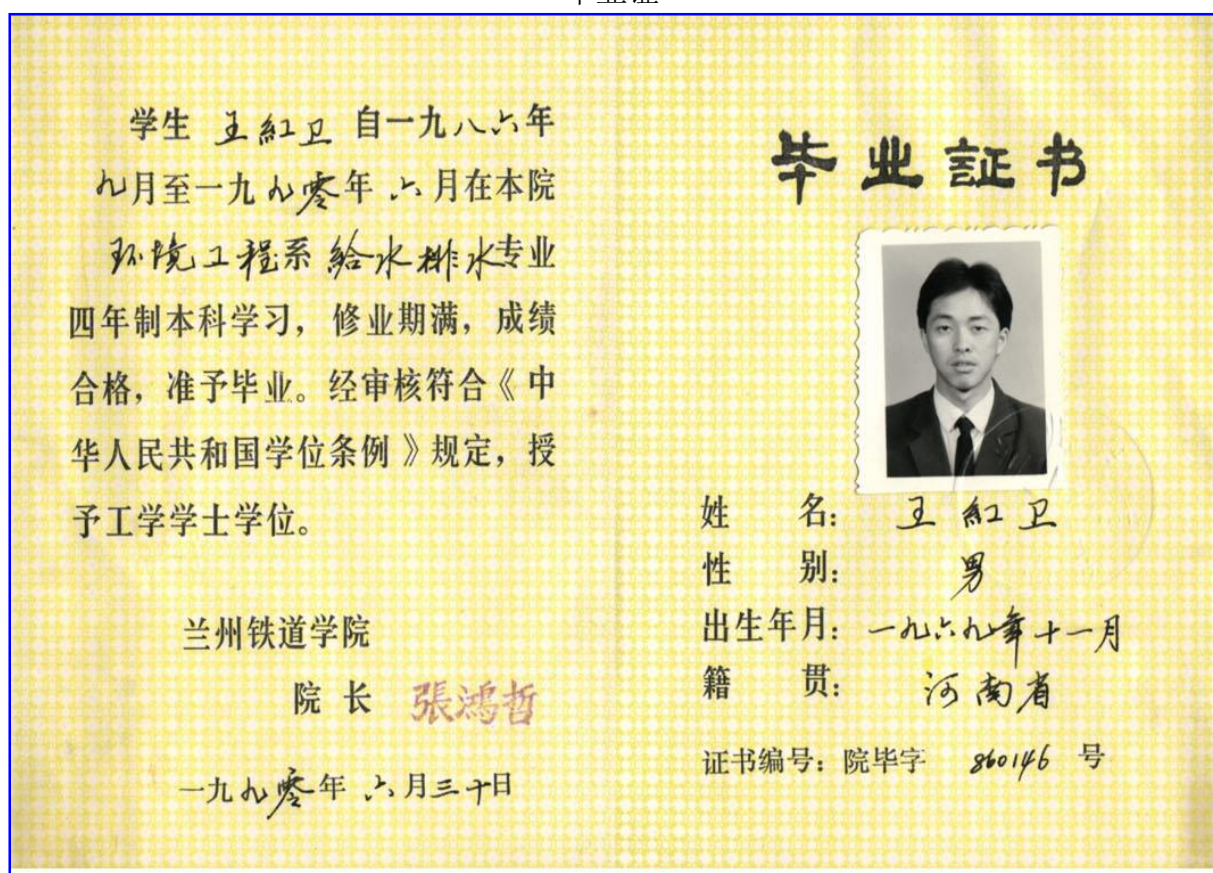 毕业证
学生 王紅卫 自一九八六年
九月至一九九零年 六月在本院
环境工程系給水排水专业
四年制本科学习，修业期满，成绩
合格，准予毕业。经审核符合《中
华人民共和国学位条例》规定，授
予工学学士学位。
兰州铁道学院
院 长 張鴻哲
一九九零年 六月三十日
毕业証书
姓 名： 王紅卫
性 别： 男
出生年月：一九六九年十一月
籍 贯： 河南省
证书编号：院毕字 860146 号